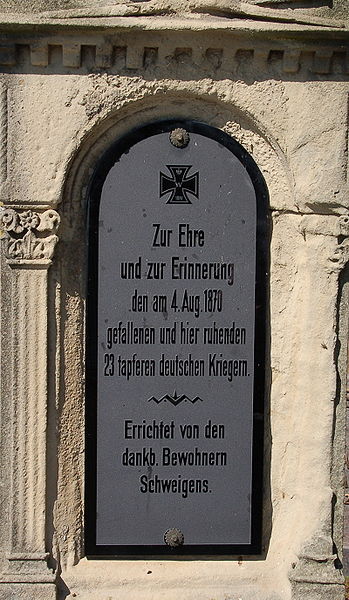 Zur Ehre
und zur Erinnerung
den am 4. Aug. 1870
gefallenen und hier ruhenden
23 tapferen deutschen Kriegern.
Errichtet von den
dankb. Bewohnern
Schweigens.